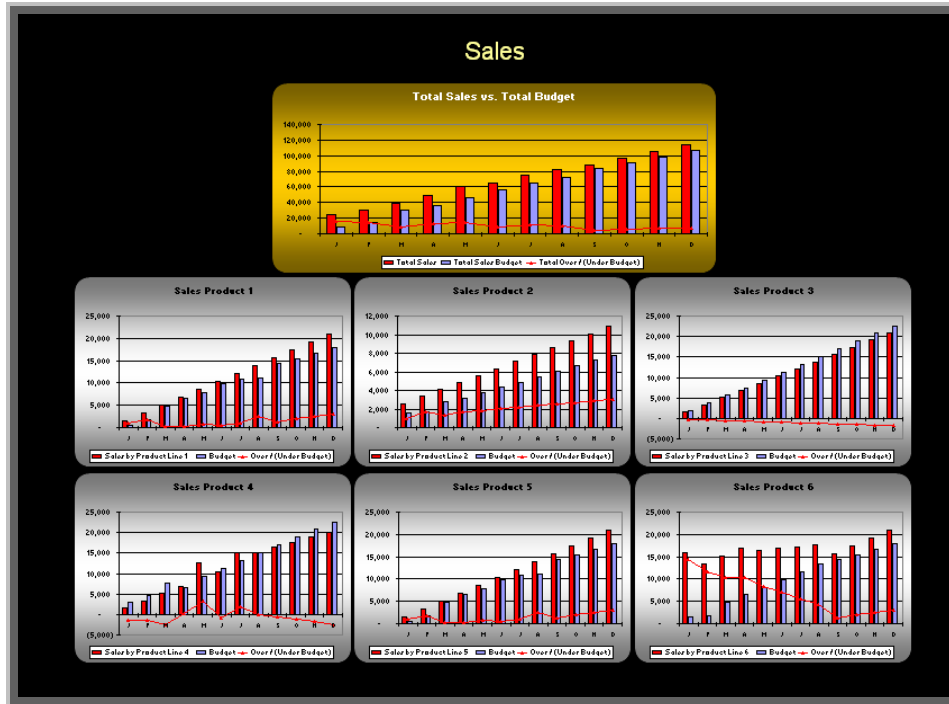 Sales
Total Sales vs. Total Budget
140,000
120,000
100,000
80,000
60,000
40,000
20,000
-
J F M A M J J A S O N D
Total Sales Total Sales Budget Total Over/(Under Budget)
Sales Product 1
25,000
20,000
15,000
10,000
5,000
-
J F M A M J J A S O N D
Sales by Product Line 1 Budget Over/(Under Budget)
Sales Product 2
12,000
10,000
8,000
6,000
4,000
2,000
-
J F M A M J J A S O N D
Sales by Product Line 2 Budget Over/(Under Budget)
Sales Product 3
25,000
20,000
15,000
10,000
5,000
-
(5,000)
J F M A M J J A S O N D
Sales by Product Line 3 Budget Over/(Under Budget)
Sales Product 4
25,000
20,000
15,000
10,000
5,000
-
(5,000)
J F M A M J J A S O N D
Sales by Product Line 4 Budget Over/(Under Budget)
Sales Product 5
25,000
20,000
15,000
10,000
5,000
-
J F M A M J J A S O N D
Sales by Product Line 5 Budget Over/(Under Budget)
Sales Product 6
25,000
20,000
15,000
10,000
5,000
-
J F M A M J J A S O N D
Sales by Product Line 6 Budget Over/(Under Budget)